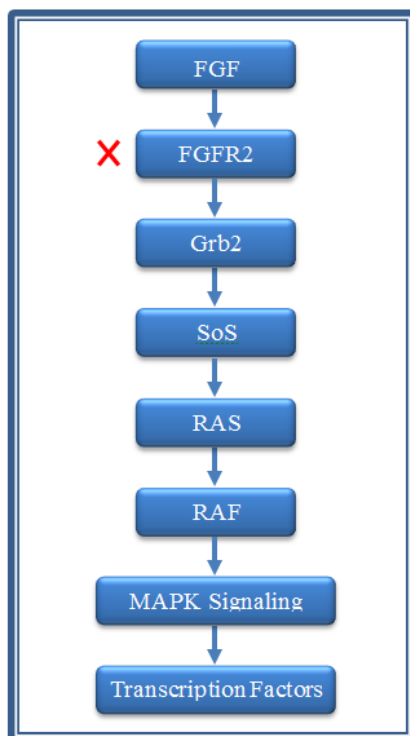 FGF
FGFR2
Grb2
SoS
RAS
RAF
MAPK Signaling
Transcription Factors